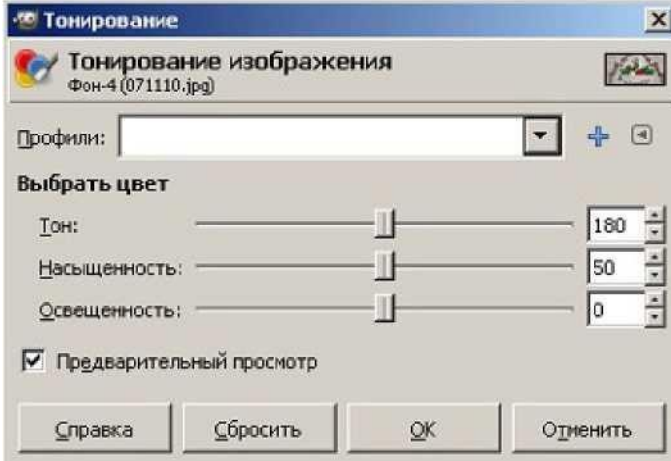 Тонирование
Тонирование изображения
Фон-4 (071110.jpg)
Профили:
Выбрать цвет
Тон: 180
Насыщенность: 50
Освещенность: 0
Предварительный просмотр
Справка Сбросить OK Отменить